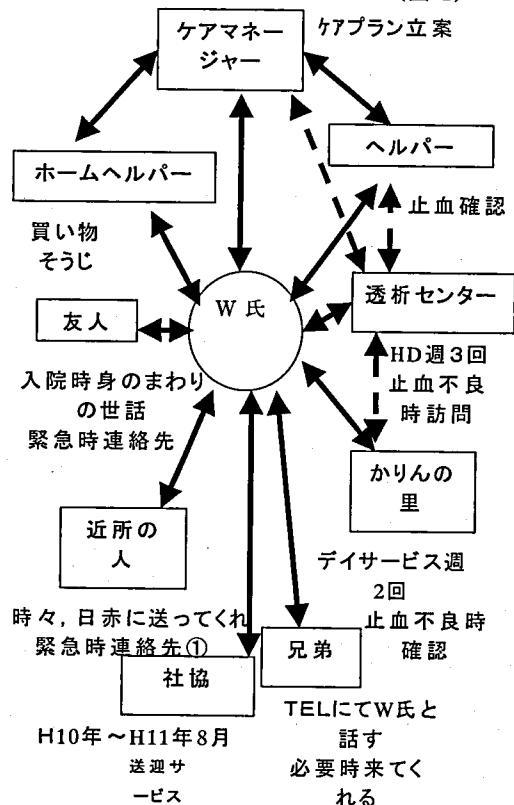 ケアマネー
ジャー
ケアプラン立案
ホームヘルパー
ヘルパー
買い物
そうじ
止血確認
W氏
友人
透析センター
入院時身のまわり
の世話
緊急時連絡先
HD週3回
止血不良
時訪問
近所の
人
かりんの
里
時々,日赤に送ってくれ
緊急時連絡先①
デイサービス週
2回
止血不良時
確認
社協
兄弟
H10年~H11年8月
送迎サ
ービス
TELにてW氏と
話す
必要時来てく
れる